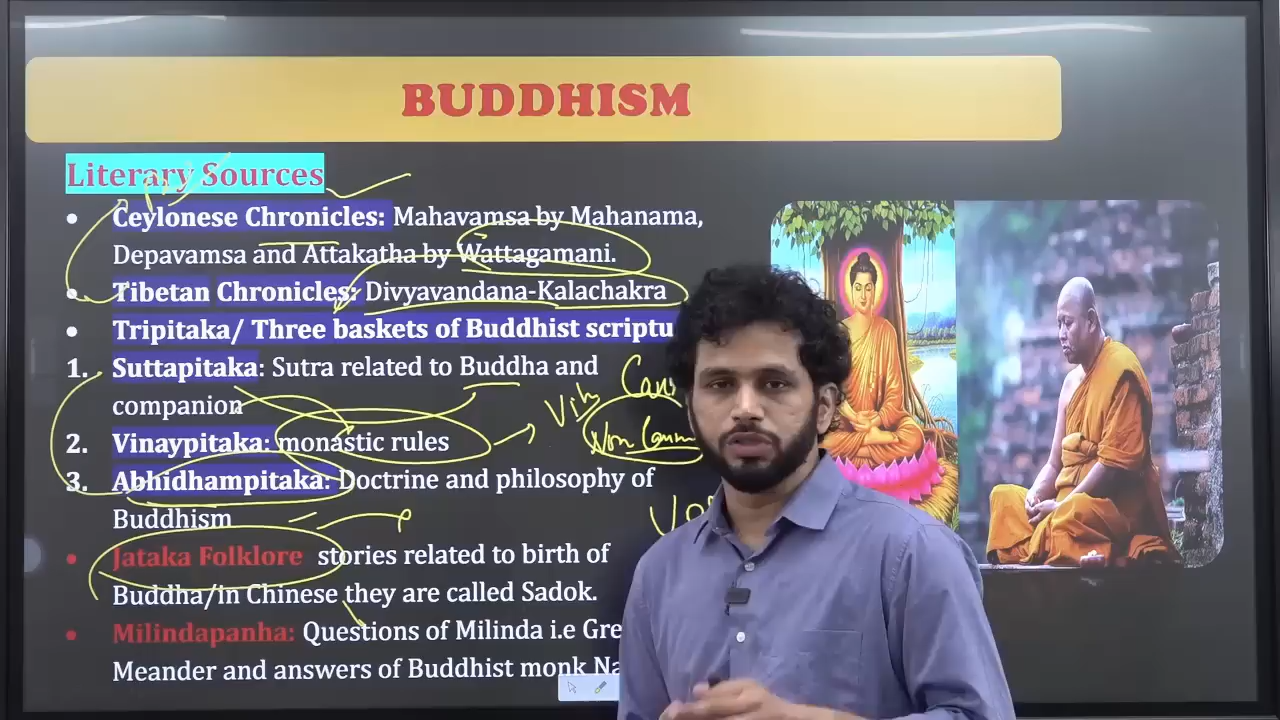 BUDDHISM
Literary Sources
• Ceylonese Chronicles: Mahavamsa by Mahanama,
Depavamsa and Attakatha by Wattagamani.
• Tibetan Chronicles: Divyavandana-Kalachakra
• Tripitaka/ Three baskets of Buddhist scriptu
1. Suttapitaka: Sutra related to Buddha and
companion
2. Vinaypitaka: monastic rules
3. Abhidhampitaka: Doctrine and philosophy of
Buddhism
• Jataka Folklore stories related to birth of
Buddha/in Chinese they are called Sadok.
• Milindapanha: Questions of Milinda i.e Gre
Meander and answers of Buddhist monk Na